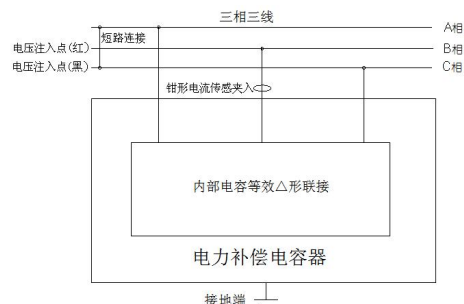 三相三线
A相
短路连接
电压注入点(红)
B相
电压注入点(黑)
C相
钳形电流传感夹入
内部电容等效△形联接
电力补偿电容器
接地端